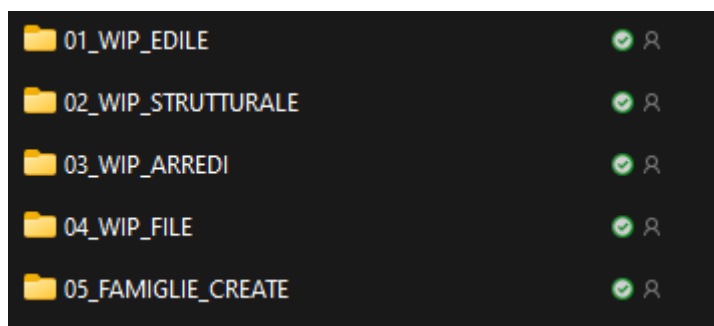 01_WIP_EDILE
02_WIP_STRUTTURALE
03_WIP_ARREDI
04_WIP_FILE
05_FAMIGLIE_CREATE